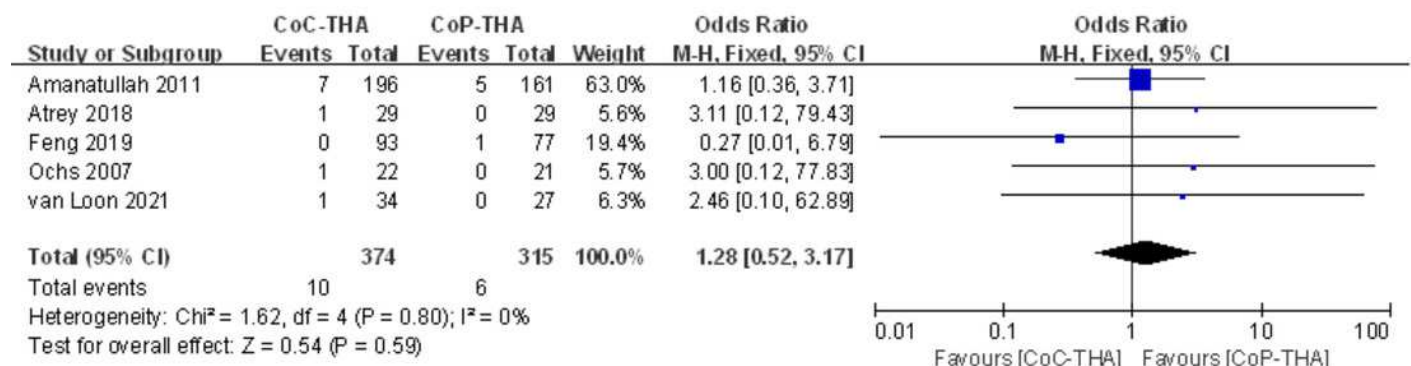 CoC-THA CoP-THA Odds Ratio Odds Ratio
Study or Subgroup Events Total Events Total Weight M-H, Fixed, 95% CI M-H, Fixed, 95% CI
Amanatullah 2011 7 196 5 161 63.0% 1.16 [0.36, 3.71]
Atrey 2018 1 29 0 29 5.6% 3.11 [0.12, 79.43]
Feng 2019 0 93 1 77 19.4% 0.27 [0.01, 6.79]
Ochs 2007 1 22 0 21 5.7% 3.00 [0.12, 77.83]
van Loon 2021 1 34 0 27 6.3% 2.46 [0.10, 62.89]
Total (95% CI) 374 315 100.0% 1.28 [0.52, 3.17]
Total events 10 6
Heterogeneity: Chi² = 1.62, df = 4 (P = 0.80); I² = 0%
Test for overall effect: Z = 0.54 (P = 0.59)
0.01 0.1 1 10 100
Favours [CoC-THA] Favours [CoP-THA]